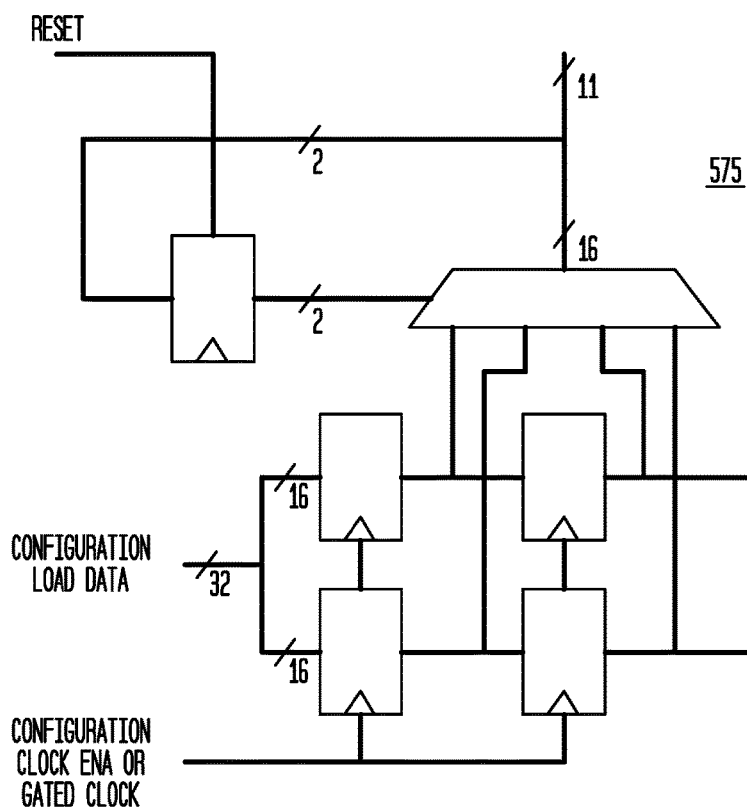 RESET
11
2
575
16
2
16
CONFIGURATION
LOAD DATA
32
16
CONFIGURATION
CLOCK ENA OR
GATED CLOCK